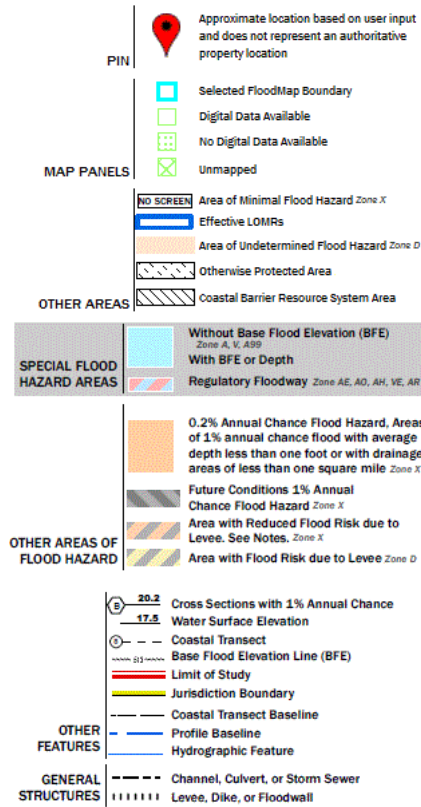 Approximate location based on user input
and does not represent an authoritative
property location
PIN
Selected FloodMap Boundary
Digital Data Available
No Digital Data Available
Unmapped
MAP PANELS
NO SCREEN Area of Minimal Flood Hazard Zone X
Effective LOMRs
Area of Undetermined Flood Hazard Zone D
Otherwise Protected Area
Coastal Barrier Resource System Area
OTHER AREAS
Without Base Flood Elevation (BFE)
Zone A, V, A99
With BFE or Depth
Regulatory Floodway Zone AE, AO, AH, VE, AR
SPECIAL FLOOD
HAZARD AREAS
0.2% Annual Chance Flood Hazard, Areas
of 1% annual chance flood with average
depth less than one foot or with drainage
areas of less than one square mile Zone X
Future Conditions 1% Annual
Chance Flood Hazard Zone X
Area with Reduced Flood Risk due to
Levee. See Notes. Zone X
Area with Flood Risk due to Levee Zone D
OTHER AREAS OF
FLOOD HAZARD
B 20.2 Cross Sections with 1% Annual Chance
17.5 Water Surface Elevation
8 Coastal Transect
513 Base Flood Elevation Line (BFE)
Limit of Study
Jurisdiction Boundary
Coastal Transect Baseline
Profile Baseline
Hydrographic Feature
OTHER
FEATURES
Channel, Culvert, or Storm Sewer
Levee, Dike, or Floodwall
GENERAL
STRUCTURES